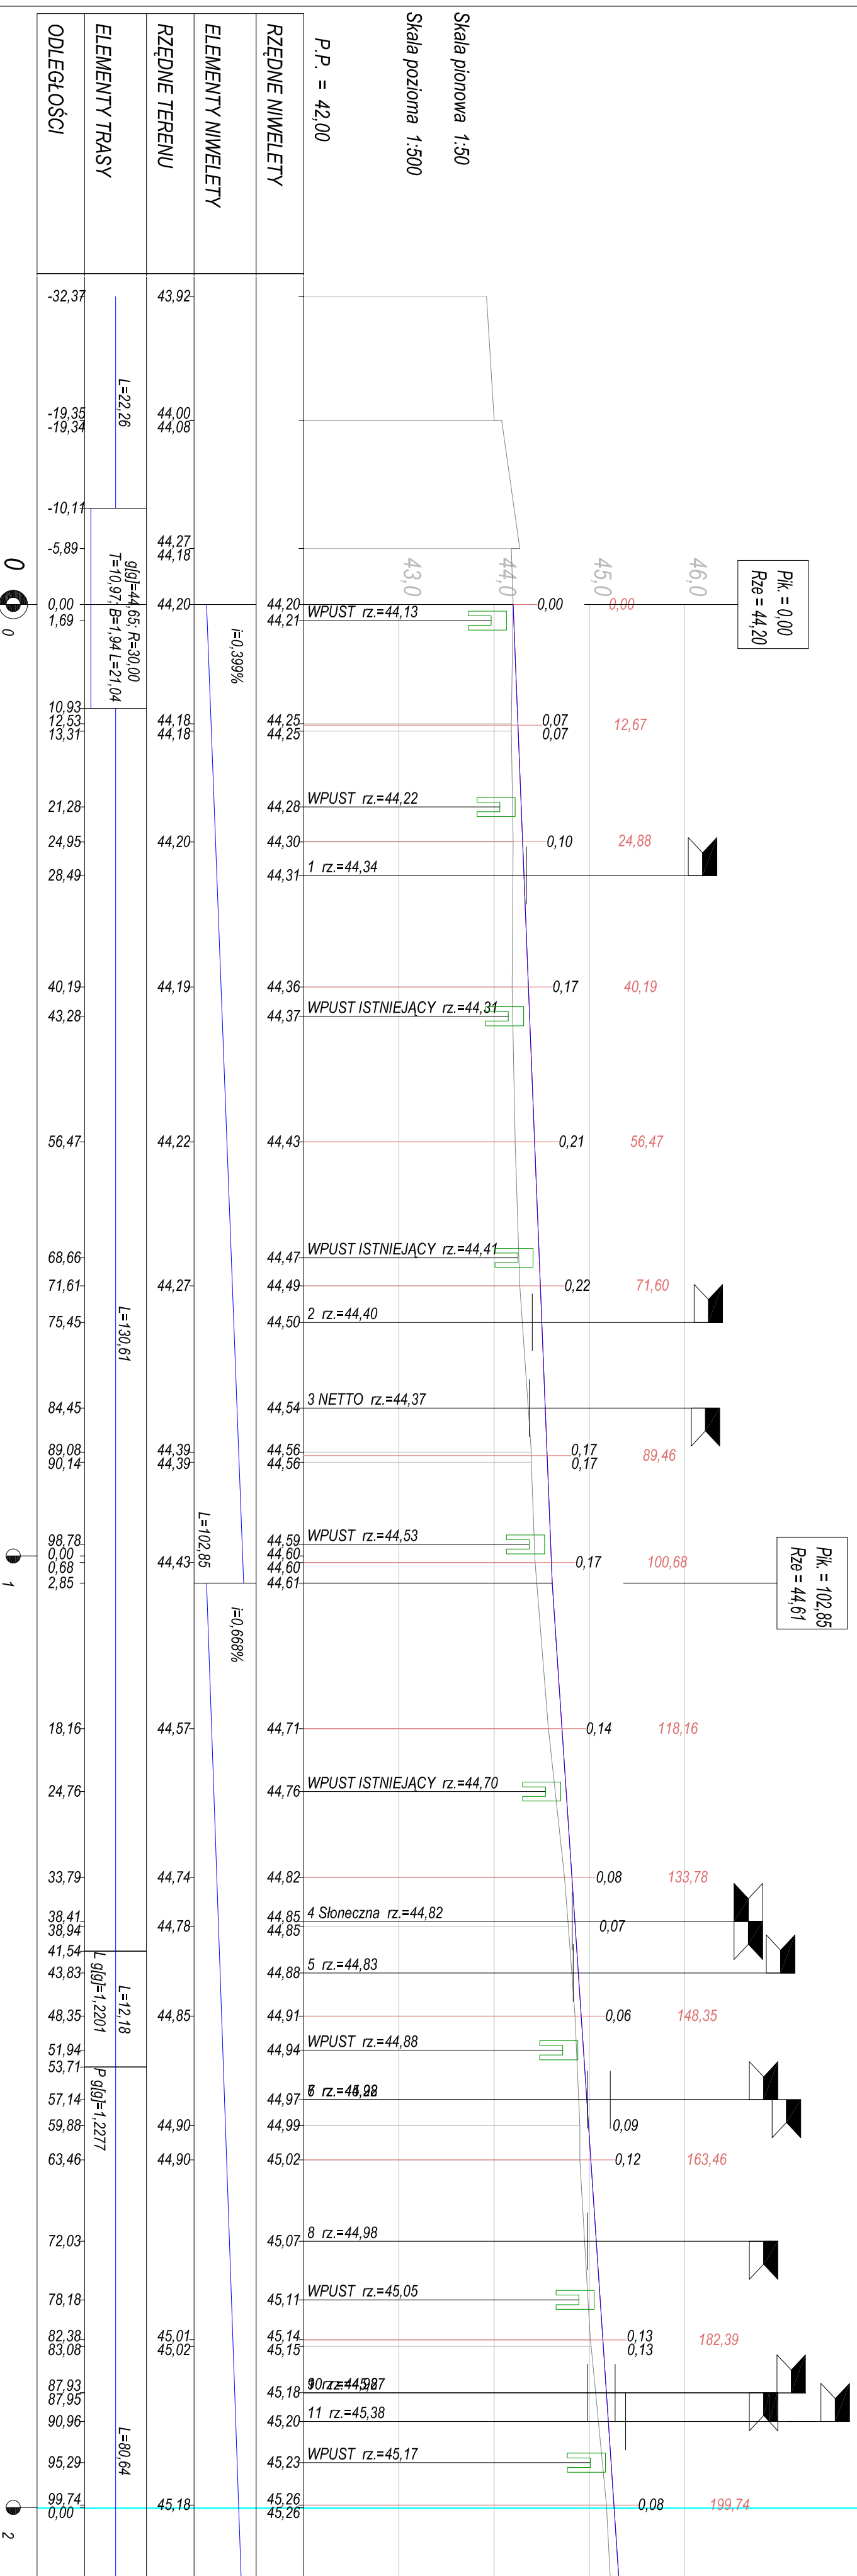 Skala pionowa 1:50
Skala pozioma 1:500
P.P. = 42,00
RZĘDNE NIWELETY
ELEMENTY NIWELETY
RZĘDNE TERENU
ELEMENTY TRASY
ODLEGŁOŚCI
Pik. = 0,00
Rze = 44,20
Pik. = 102,85
Rze = 44,61
46,0
45,0
44,0
43,0
0,00 12,67 24,88 40,19 56,47 71,60 89,46 100,68 118,16 133,78 148,35 163,46 182,39 199,74
0,00 0,07 0,07 0,10 0,17 0,21 0,22 0,17 0,17 0,17 0,14 0,08 0,07 0,06 0,09 0,12 0,13 0,13 0,08
WPUST rz.=44,13
WPUST rz.=44,22
1 rz.=44,34
WPUST ISTNIEJĄCY rz.=44,31
WPUST ISTNIEJĄCY rz.=44,41
2 rz.=44,40
3 NETTO rz.=44,37
WPUST rz.=44,53
WPUST ISTNIEJĄCY rz.=44,70
4 Słoneczna rz.=44,82
5 rz.=44,83
WPUST rz.=44,88
8 rz.=44,98
WPUST rz.=45,05
11 rz.=45,38
WPUST rz.=45,17
44,20 44,21 44,25 44,25 44,28 44,30 44,31 44,36 44,37 44,43 44,47 44,49 44,50 44,54 44,56 44,56 44,59 44,60 44,60 44,61 44,71 44,76 44,82 44,85 44,85 44,88 44,91 44,94 44,97 44,99 45,02 45,07 45,11 45,14 45,15 45,18 45,20 45,23 45,26 45,26
i=0,399%
L=102,85
i=0,668%
43,92 44,00 44,08 44,27 44,18 44,20 44,18 44,18 44,20 44,19 44,22 44,27 44,39 44,39 44,43 44,57 44,74 44,78 44,85 44,90 44,90 45,01 45,02 45,18
L=22,26
g[g]=44,65; R=30,00
T=10,97; B=1,94 L=21,04
L=130,61
L=12,18
L g[g]=1,2201
P g[g]=1,2277
L=80,64
-32,37 -19,35 -19,34 -10,11 -5,89 0,00 1,69 10,93 12,53 13,31 21,28 24,95 28,49 40,19 43,28 56,47 68,66 71,61 75,45 84,45 89,08 90,14 98,78 0,00 0,68 2,85 18,16 24,76 33,79 38,41 38,94 41,54 43,83 48,35 51,94 53,71 57,14 59,88 63,46 72,03 78,18 82,38 83,08 87,93 87,95 90,96 95,29 99,74 0,00
0
0 1 2